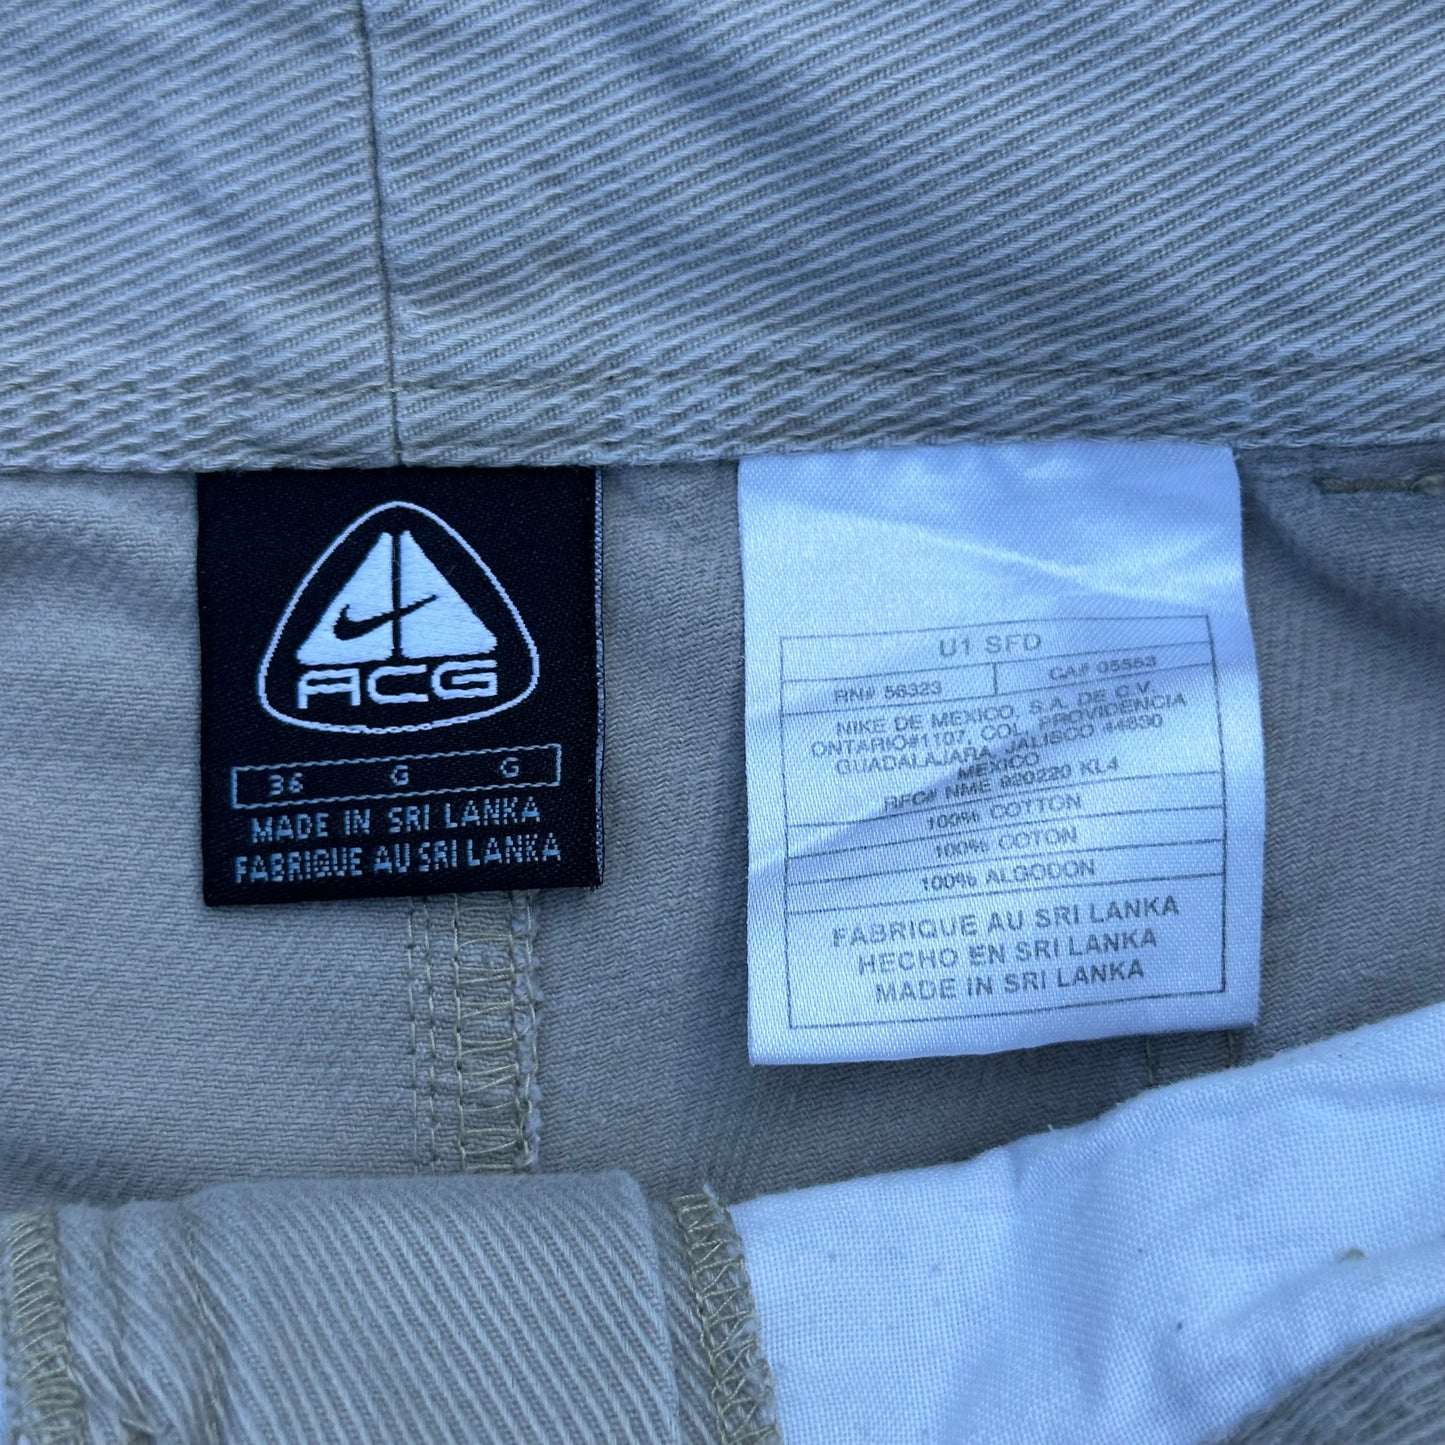 ACG
36 G G
MADE IN SRI LANKA
FABRIQUE AU SRI LANKA
U1 SFD
RN# 56323 CA# 05553
NIKE DE MEXICO, S.A. DE C.V.
ONTARIO#1107, COL. PROVIDENCIA
GUADALAJARA, JALISCO 44630
MEXICO
RFC# NME 920220 KL4
100% COTTON
100% COTON
100% ALGODON
FABRIQUE AU SRI LANKA
HECHO EN SRI LANKA
MADE IN SRI LANKA